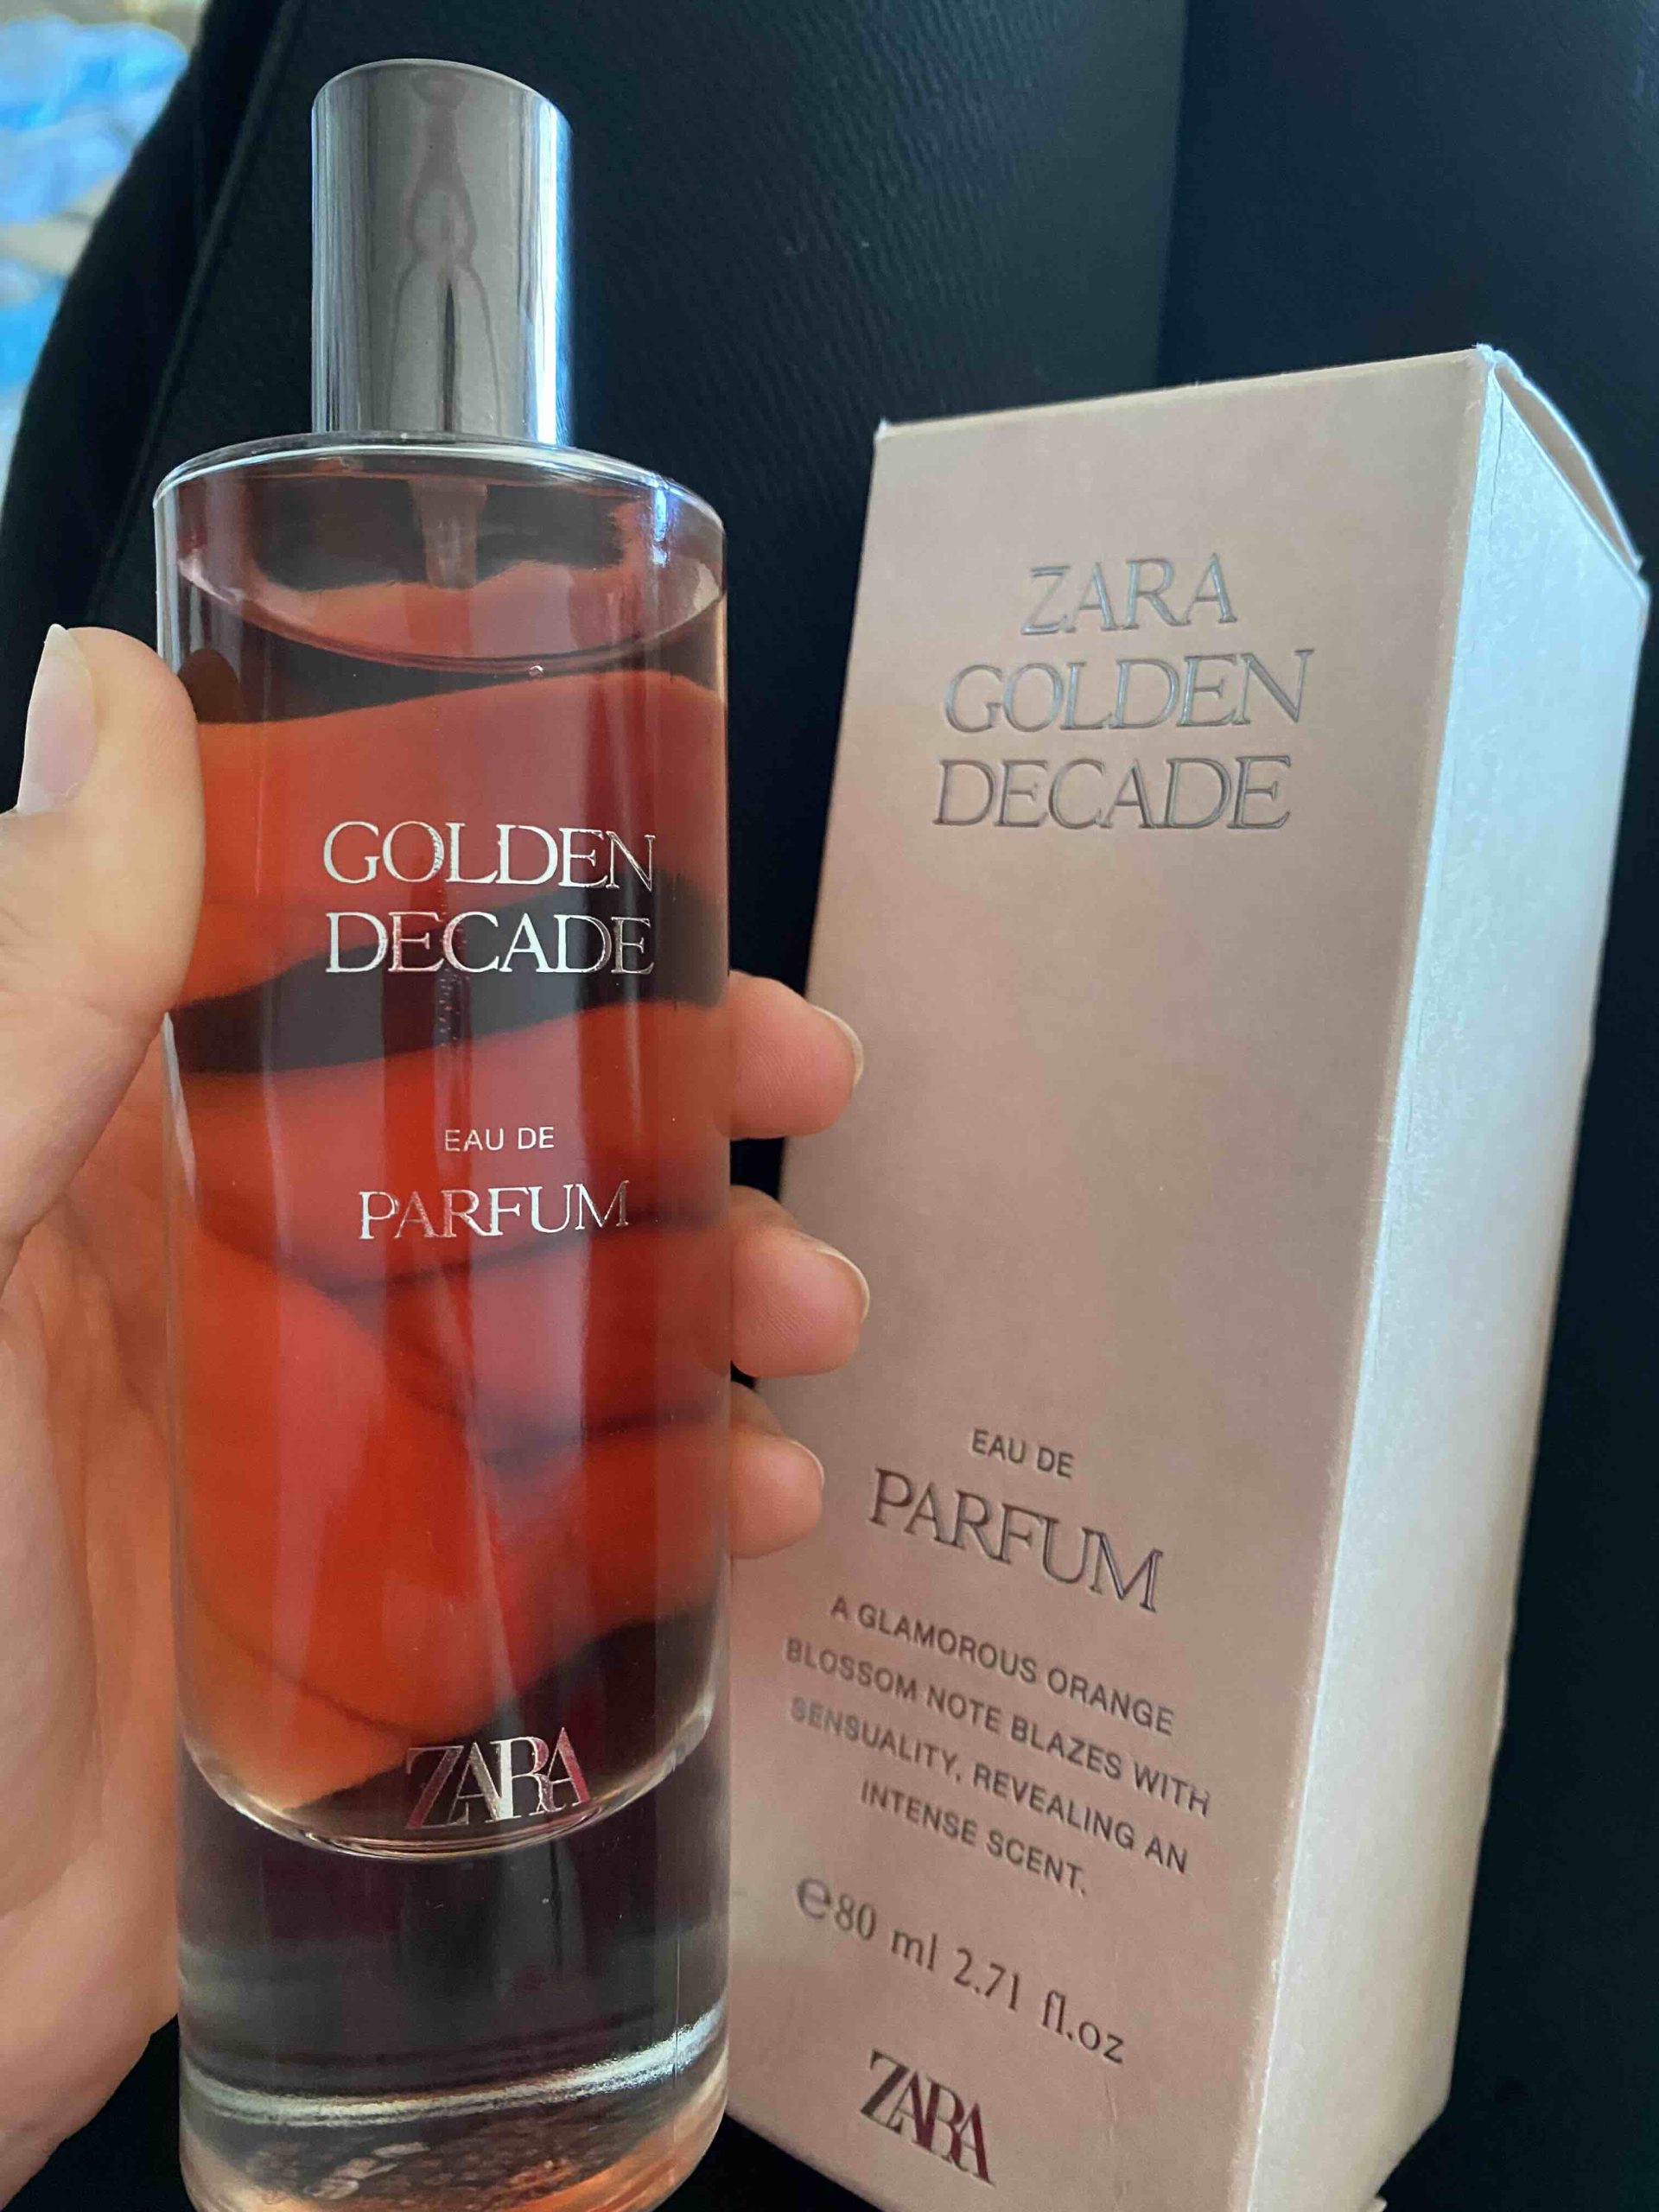 GOLDEN
DECADE
EAU DE
PARFUM
ZARA
ZARA
GOLDEN
DECADE
EAU DE
PARFUM
A GLAMOROUS ORANGE
BLOSSOM NOTE BLAZES WITH
SENSUALITY, REVEALING AN
INTENSE SCENT.
℮80 ml 2.71 fl.oz
ZARA